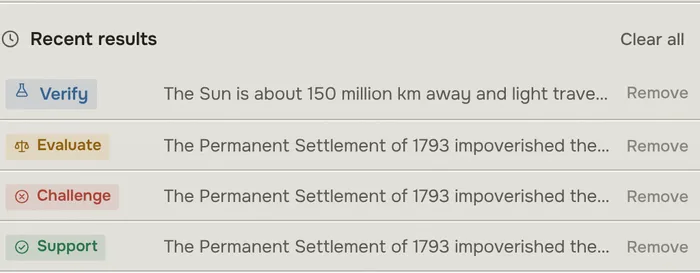 Recent results Clear all
Verify The Sun is about 150 million km away and light trave... Remove
Evaluate The Permanent Settlement of 1793 impoverished the... Remove
Challenge The Permanent Settlement of 1793 impoverished the... Remove
Support The Permanent Settlement of 1793 impoverished the... Remove